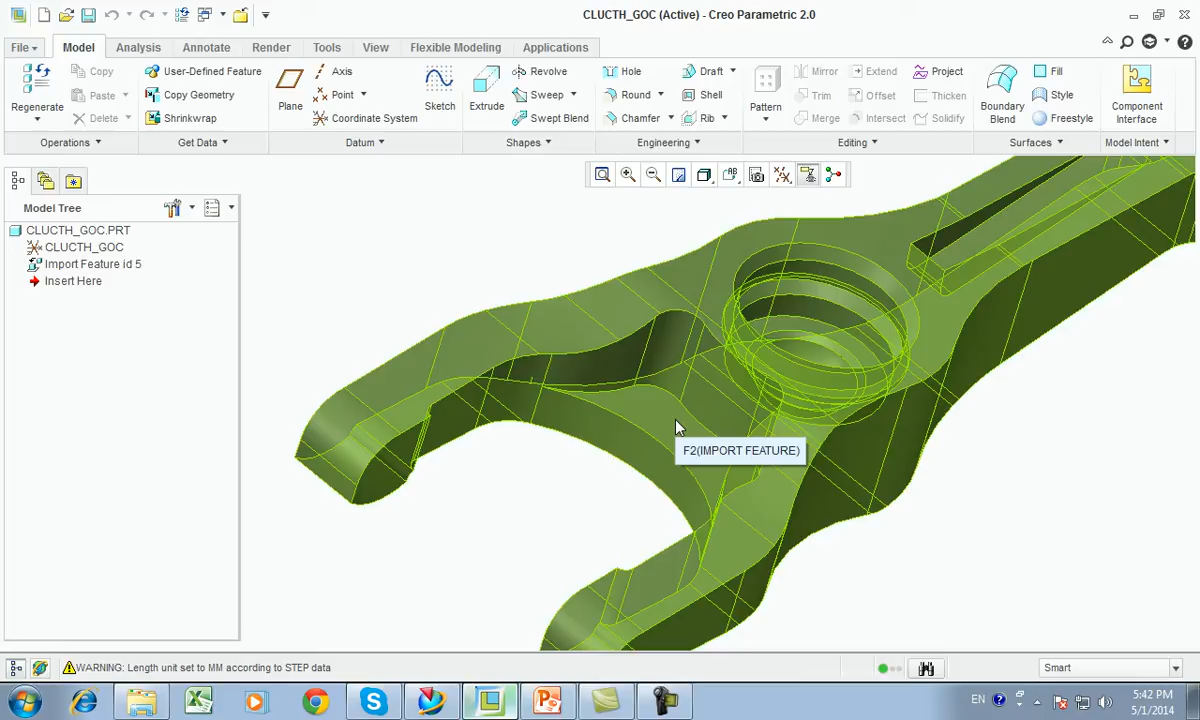 CLUCTH_GOC (Active) - Creo Parametric 2.0
File Model Analysis Annotate Render Tools View Flexible Modeling Applications
Regenerate
Copy
Paste
Delete
Operations
User-Defined Feature
Copy Geometry
Shrinkwrap
Get Data
Plane
Axis
Point
Coordinate System
Sketch
Datum
Extrude
Revolve
Sweep
Swept Blend
Shapes
Hole
Round
Chamfer
Draft
Shell
Rib
Engineering
Pattern
Mirror
Trim
Merge
Extend
Offset
Intersect
Project
Thicken
Solidify
Editing
Boundary
Blend
Fill
Style
Freestyle
Surfaces
Component
Interface
Model Intent
Model Tree
CLUCTH_GOC.PRT
CLUCTH_GOC
Import Feature id 5
Insert Here
F2(IMPORT FEATURE)
WARNING: Length unit set to MM according to STEP data
Smart
EN
5:42 PM
5/1/2014